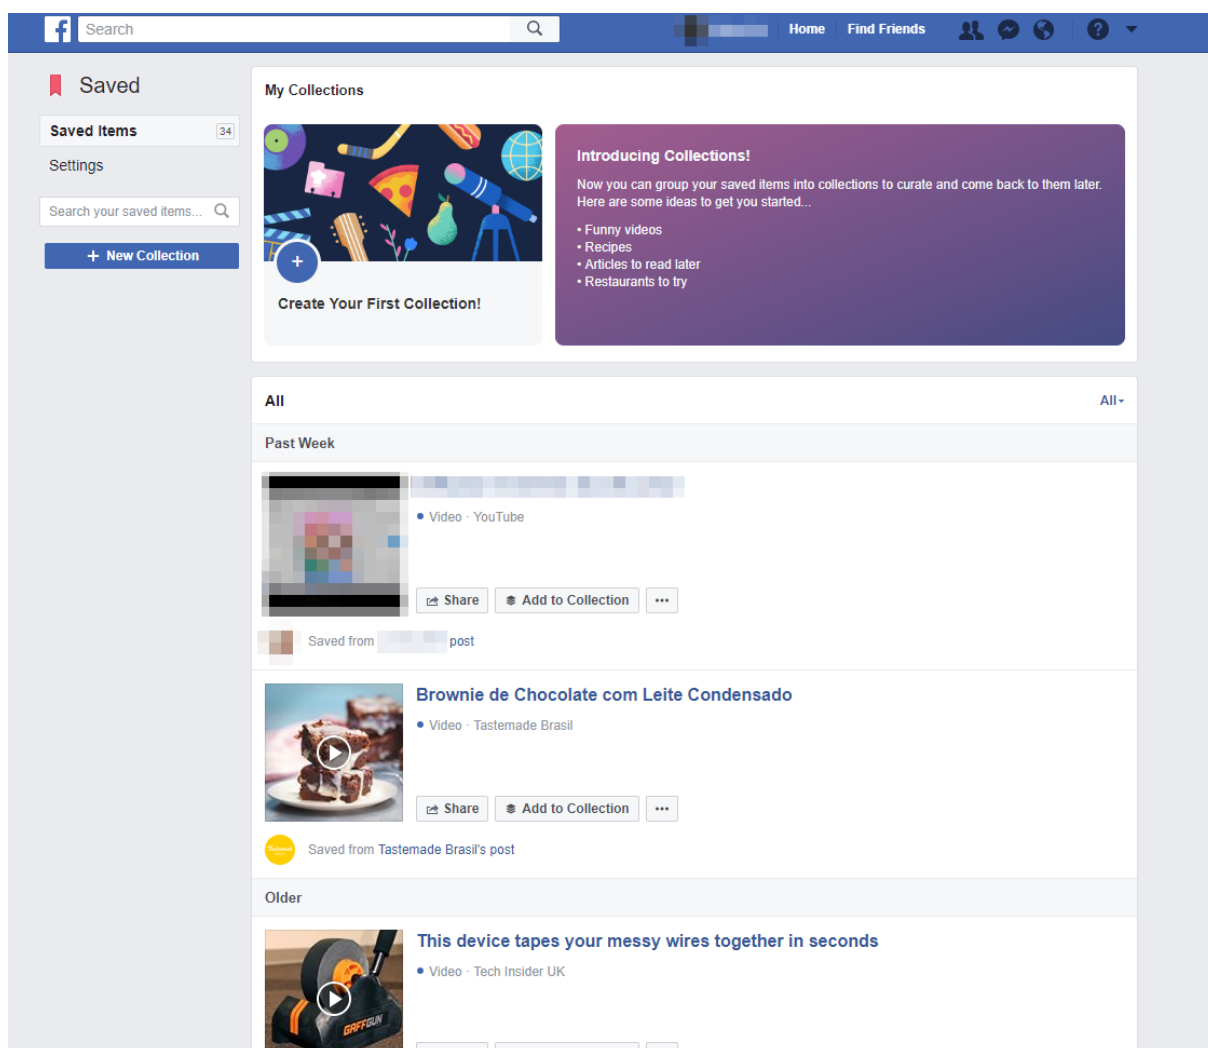 Search
Home
Find Friends
Saved
Saved Items
34
Settings
Search your saved items...
+ New Collection
My Collections
Create Your First Collection!
Introducing Collections!
Now you can group your saved items into collections to curate and come back to them later.
Here are some ideas to get you started...
• Funny videos
• Recipes
• Articles to read later
• Restaurants to try
All
All
Past Week
Video · YouTube
Share
Add to Collection
Saved from
post
Brownie de Chocolate com Leite Condensado
Video · Tastemade Brasil
Share
Add to Collection
Tastemade
Saved from Tastemade Brasil's post
Older
This device tapes your messy wires together in seconds
Video · Tech Insider UK
GAFFGUN